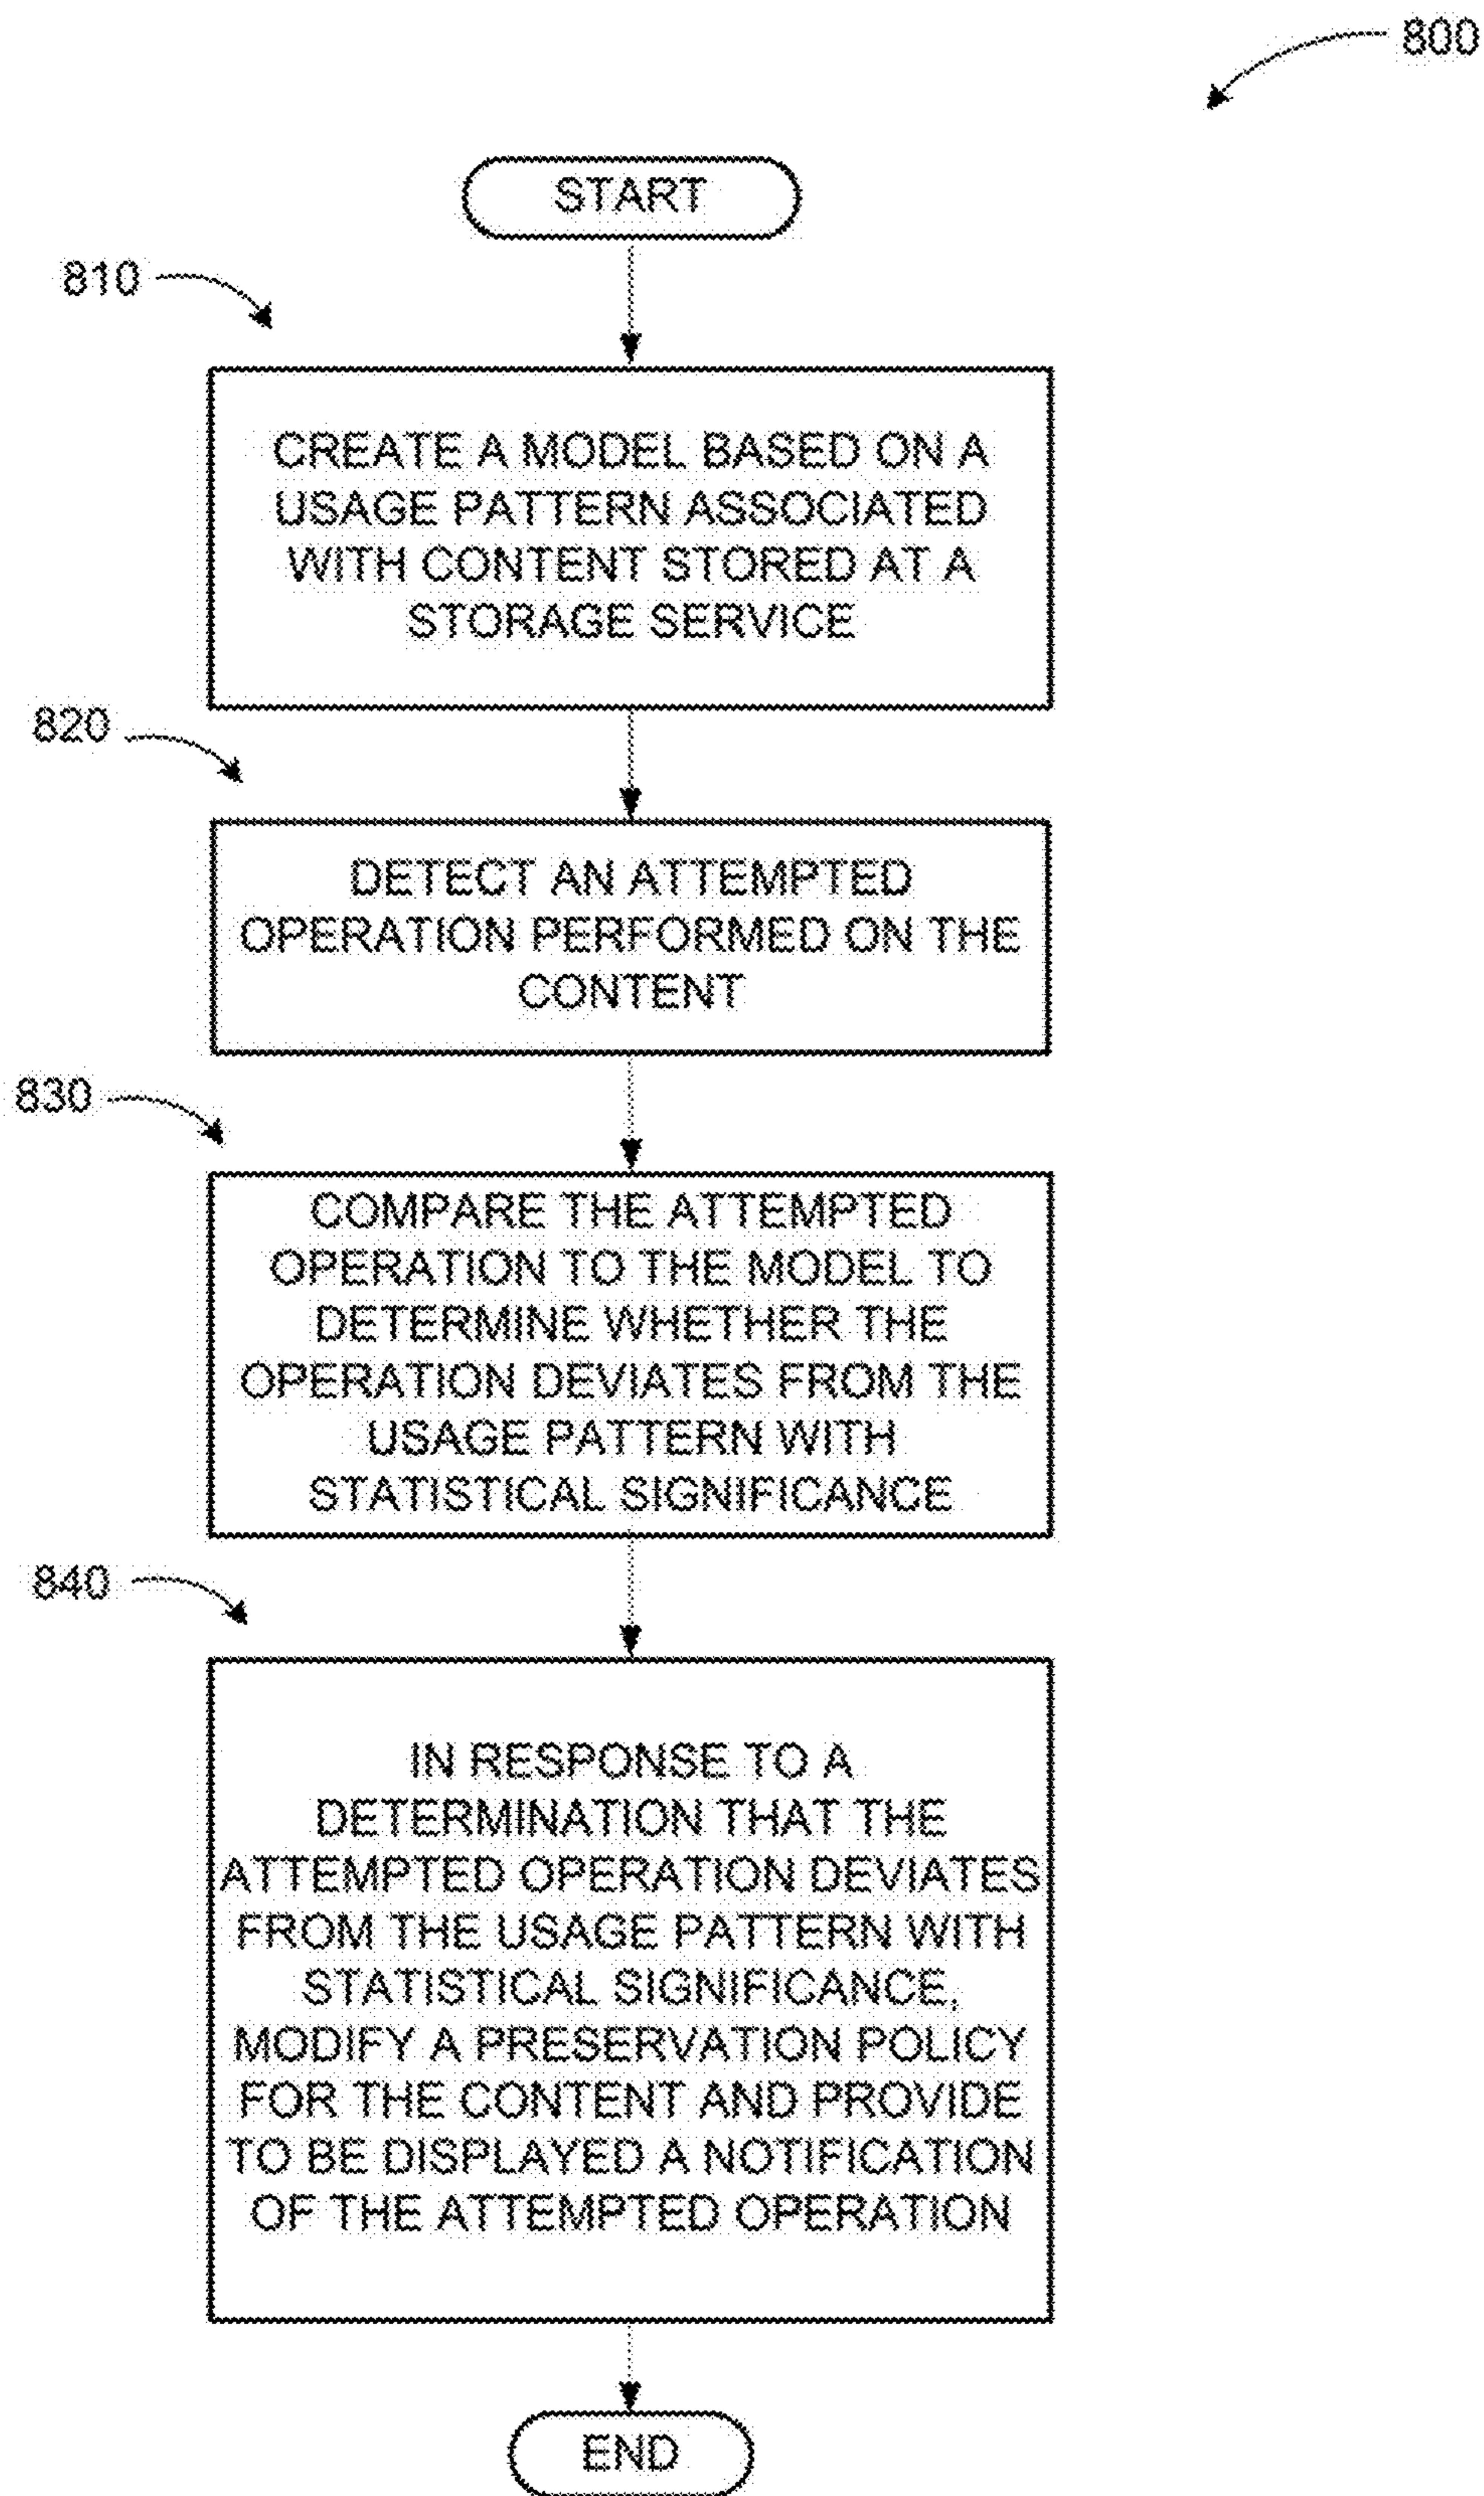 800
START
810
CREATE A MODEL BASED ON A
USAGE PATTERN ASSOCIATED
WITH CONTENT STORED AT A
STORAGE SERVICE
820
DETECT AN ATTEMPTED
OPERATION PERFORMED ON THE
CONTENT
830
COMPARE THE ATTEMPTED
OPERATION TO THE MODEL TO
DETERMINE WHETHER THE
OPERATION DEVIATES FROM THE
USAGE PATTERN WITH
STATISTICAL SIGNIFICANCE
840
IN RESPONSE TO A
DETERMINATION THAT THE
ATTEMPTED OPERATION DEVIATES
FROM THE USAGE PATTERN WITH
STATISTICAL SIGNIFICANCE,
MODIFY A PRESERVATION POLICY
FOR THE CONTENT AND PROVIDE
TO BE DISPLAYED A NOTIFICATION
OF THE ATTEMPTED OPERATION
END